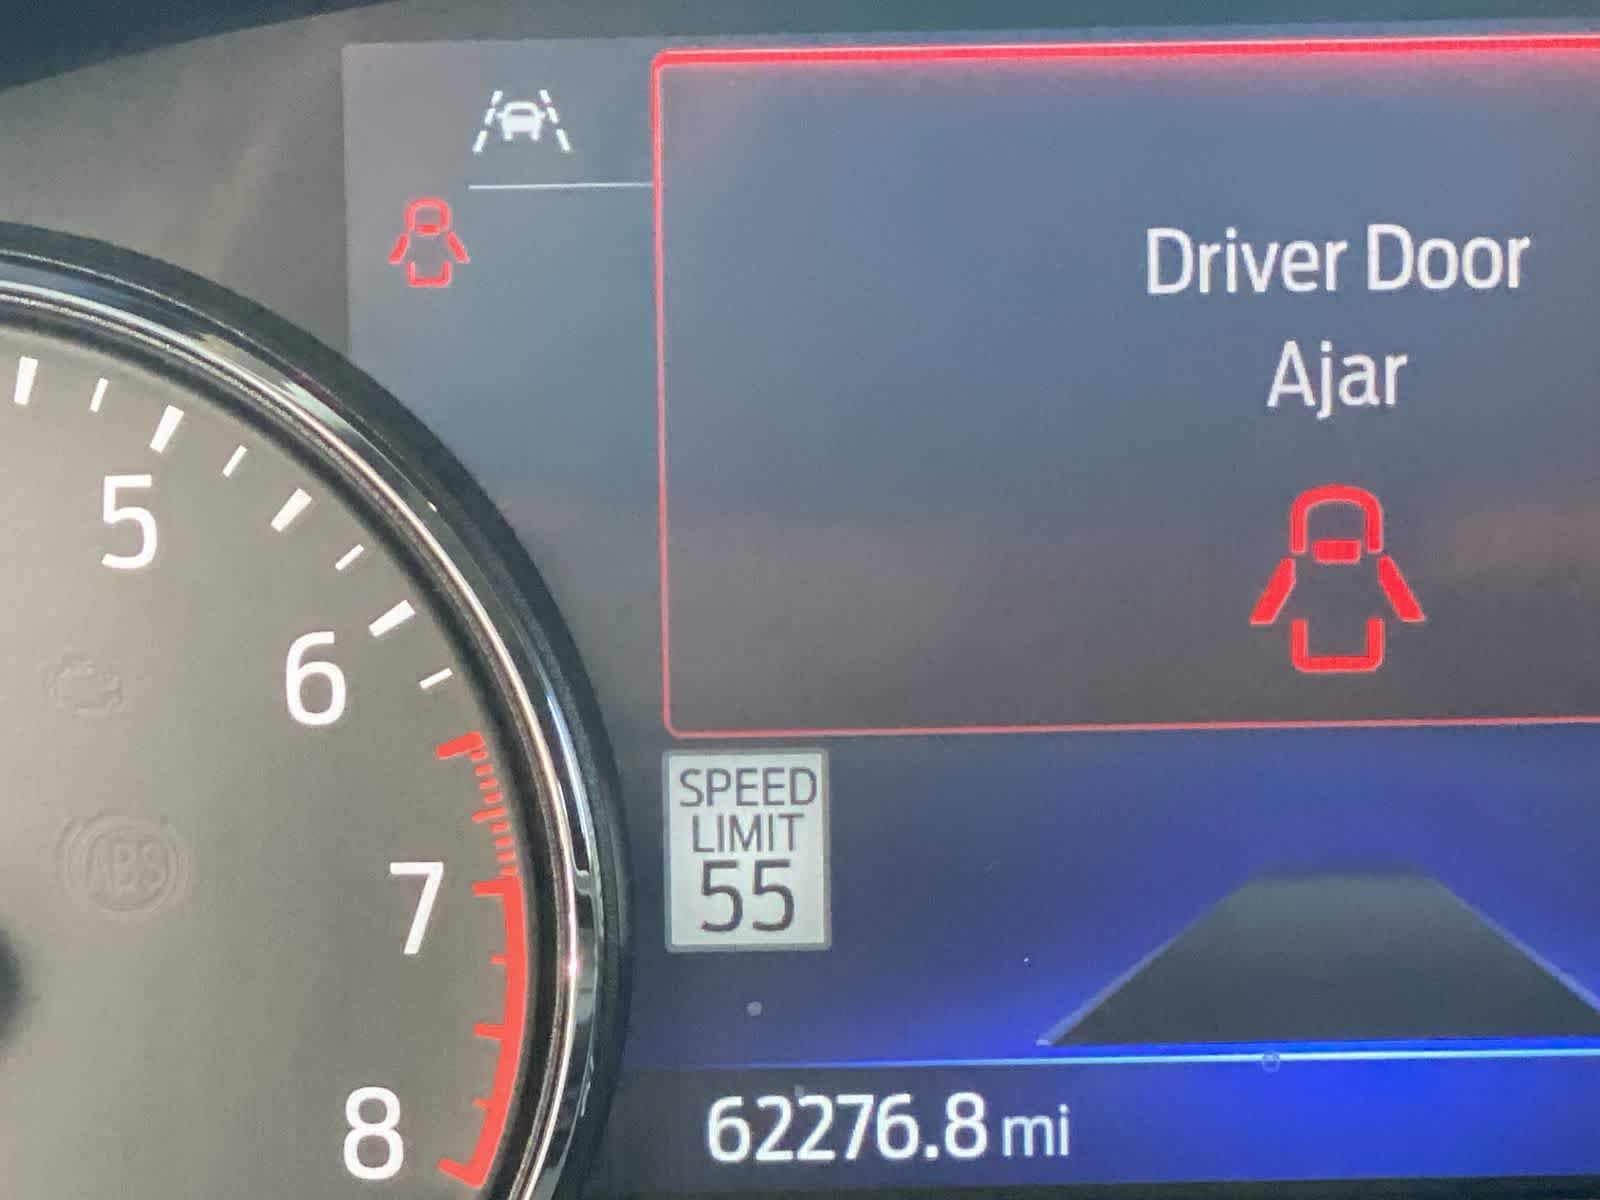 Driver Door
Ajar
5
6
7
8
ABS
SPEED
LIMIT
55
62276.8 mi